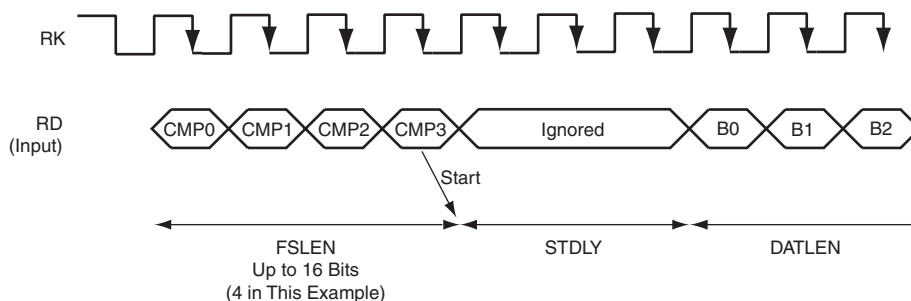 RK
RD
(Input)
CMP0 CMP1 CMP2 CMP3 Ignored B0 B1 B2
Start
FSLEN
Up to 16 Bits
(4 in This Example)
STDLY
DATLEN